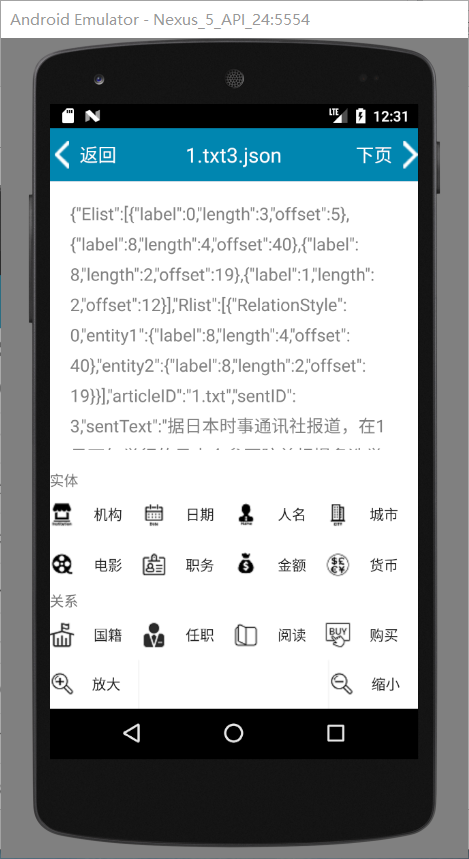 Android Emulator - Nexus_5_API_24:5554
LTE 12:31
返回 1.txt3.json 下页
{"Elist":[{"label":0,"length":3,"offset":5},
{"label":8,"length":4,"offset":40},{"label":
8,"length":2,"offset":19},{"label":1,"length":
2,"offset":12}],"Rlist":[{"RelationStyle":
0,"entity1":{"label":8,"length":4,"offset":
40},"entity2":{"label":8,"length":2,"offset":
19}}],"articleID":"1.txt","sentID":
3,"sentText":"据日本时事通讯社报道，在1
实体
机构 日期 人名 城市
电影 职务 金额 货币
关系
国籍 任职 阅读 BUY 购买
放大 缩小